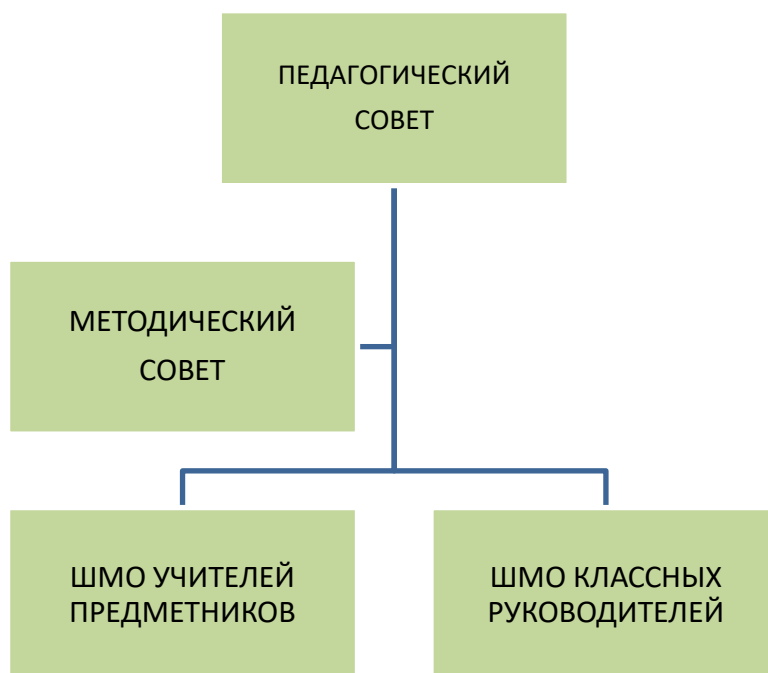 ПЕДАГОГИЧЕСКИЙ
СОВЕТ
МЕТОДИЧЕСКИЙ
СОВЕТ
ШМО УЧИТЕЛЕЙ
ПРЕДМЕТНИКОВ
ШМО КЛАССНЫХ
РУКОВОДИТЕЛЕЙ